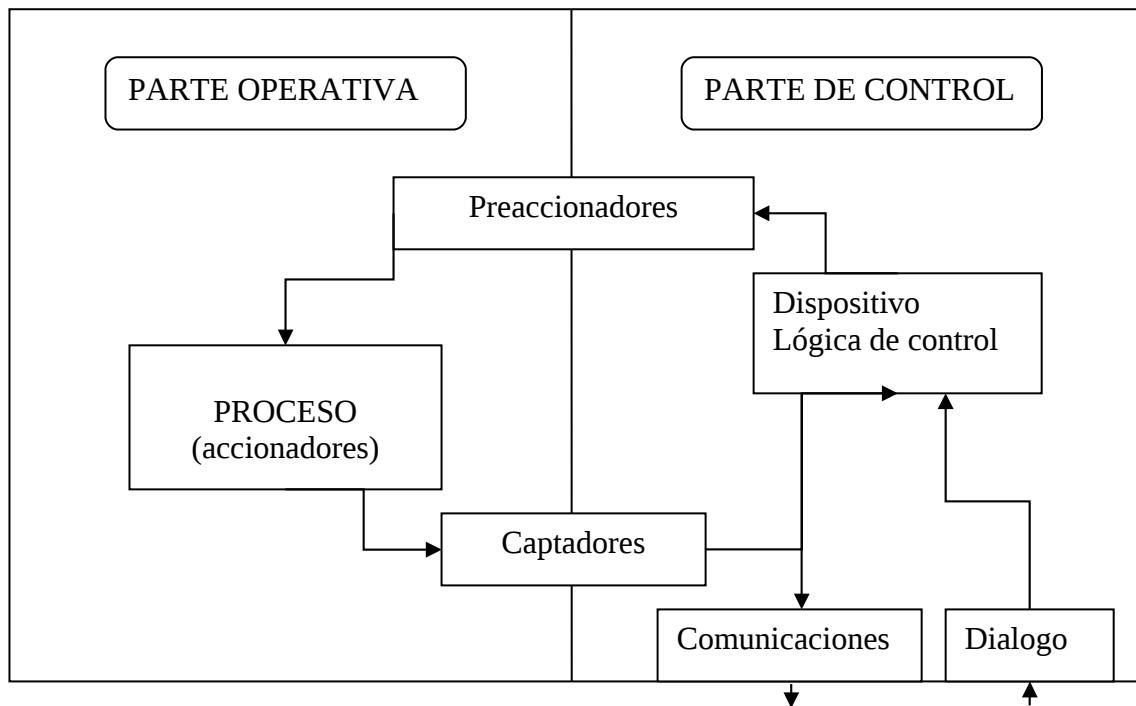 PARTE OPERATIVA
PARTE DE CONTROL
Preaccionadores
Dispositivo
Lógica de control
PROCESO
(accionadores)
Captadores
Comunicaciones
Dialogo